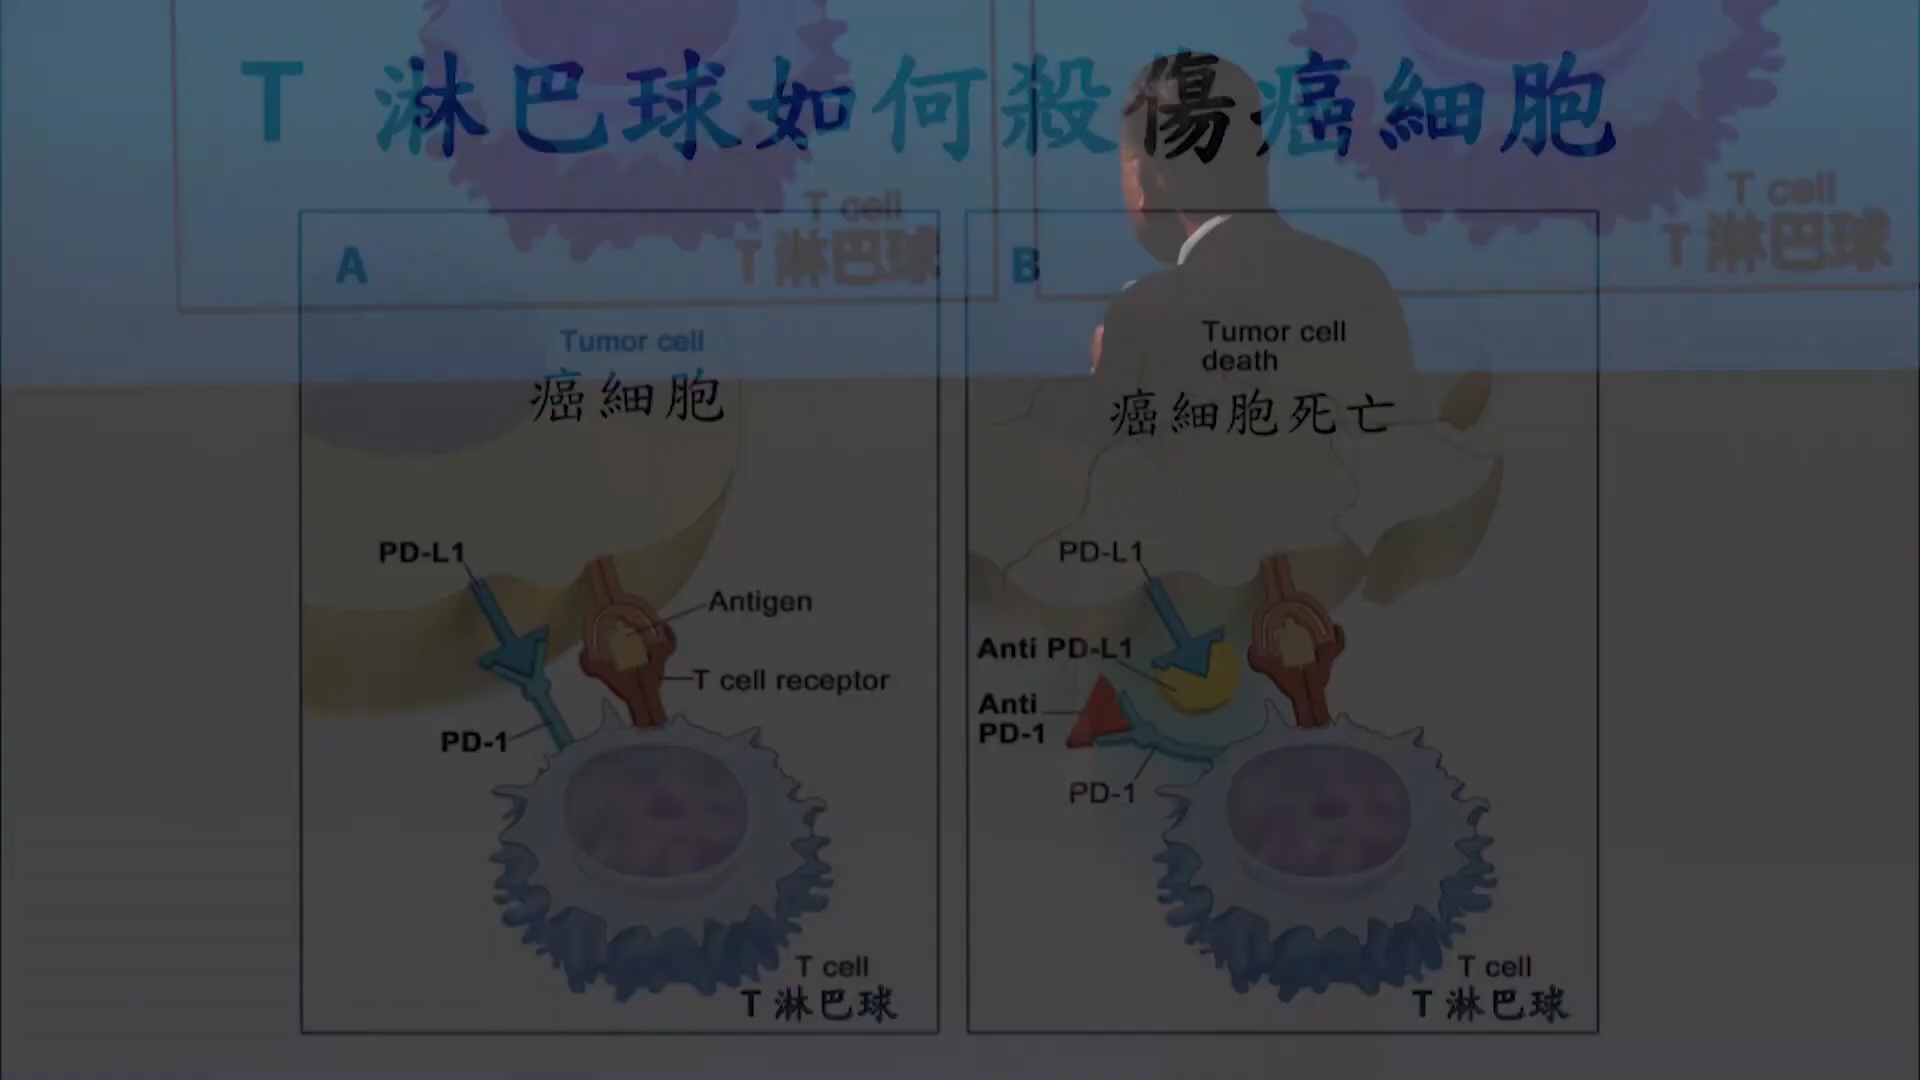 T 淋巴球如何殺傷癌細胞
T cell
T 淋巴球
T cell
T 淋巴球
A
Tumor cell
癌細胞
PD-L1
Antigen
T cell receptor
PD-1
T cell
T 淋巴球
B
Tumor cell
death
癌細胞死亡
PD-L1
Anti PD-L1
Anti
PD-1
PD-1
T cell
T 淋巴球